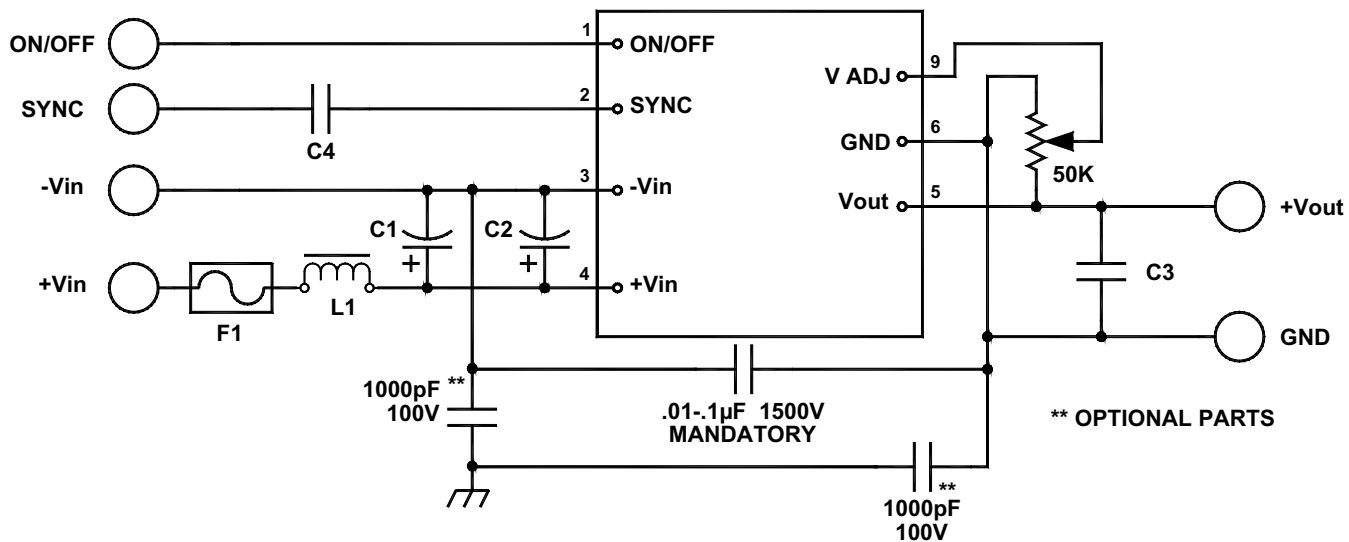 ON/OFF
1
ON/OFF
SYNC
C4
2
SYNC
-Vin
3
-Vin
C1
+
C2
+
+Vin
F1
L1
4
+Vin
V ADJ
9
GND
6
50K
Vout
5
+Vout
C3
GND
1000pF **
100V
.01-.1µF 1500V
MANDATORY
** OPTIONAL PARTS
**
1000pF
100V